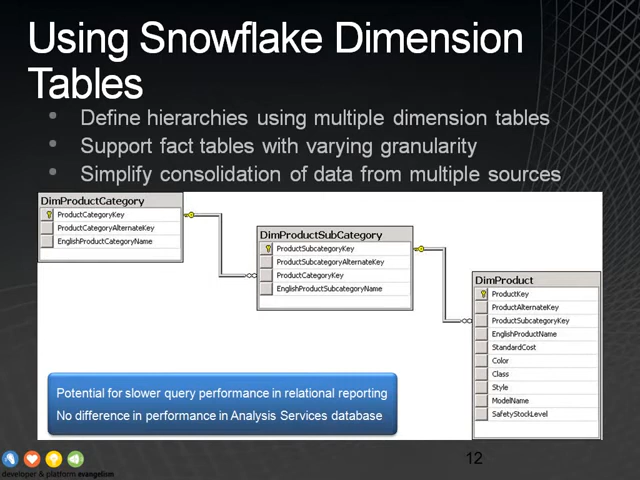 Using Snowflake Dimension
Tables
Define hierarchies using multiple dimension tables
Support fact tables with varying granularity
Simplify consolidation of data from multiple sources
DimProductCategory
ProductCategoryKey
ProductCategoryAlternateKey
EnglishProductCategoryName
DimProductSubCategory
ProductSubcategoryKey
ProductSubcategoryAlternateKey
ProductCategoryKey
EnglishProductSubcategoryName
DimProduct
ProductKey
ProductAlternateKey
ProductSubcategoryKey
EnglishProductName
StandardCost
Color
Class
Style
ModelName
SafetyStockLevel
Potential for slower query performance in relational reporting
No difference in performance in Analysis Services database
developer & platform evangelism
12